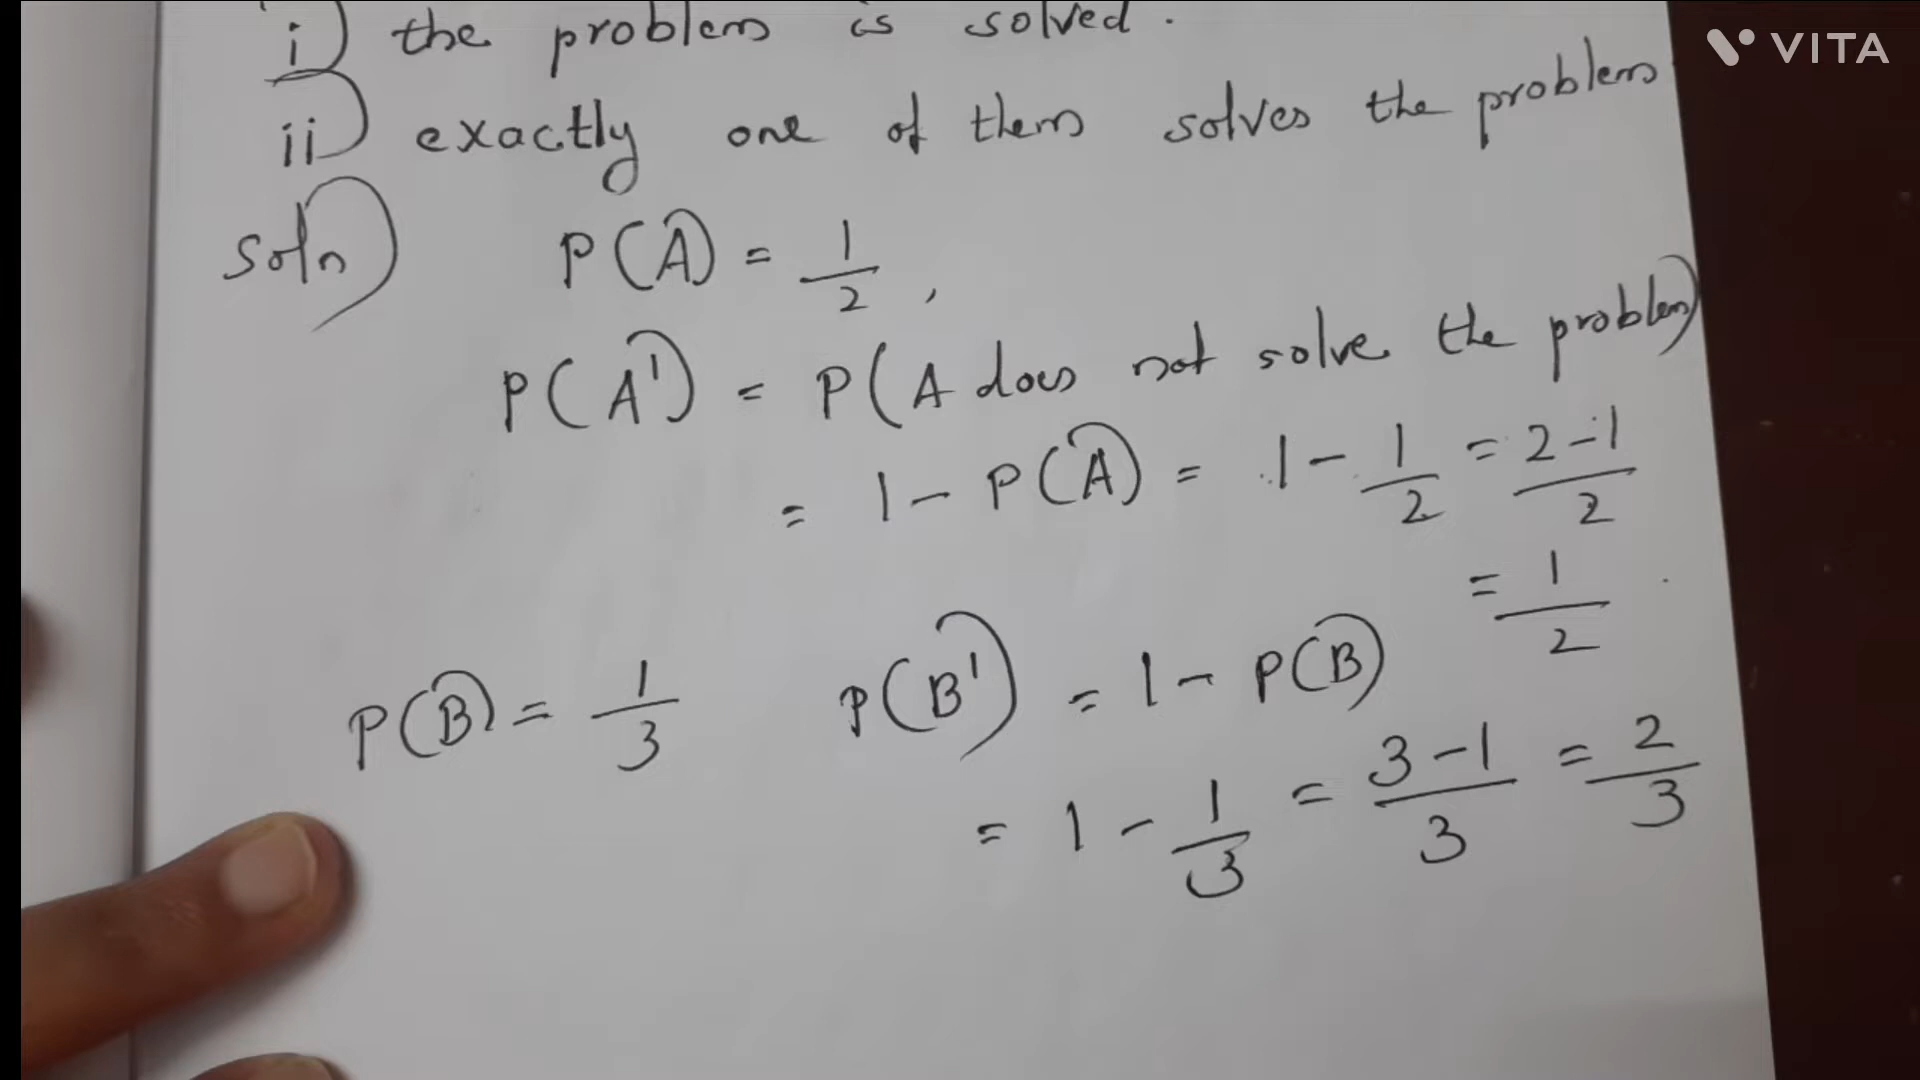 i) the problem is solved.
VITA
ii) exactly one of them solves the problem
Soln) P(A) = 1/2,
P(A') = P(A does not solve the problem)
= 1 - P(A) = 1 - 1/2 = 2-1/2
= 1/2
P(B) = 1/3 P(B') = 1 - P(B)
= 1 - 1/3 = 3-1/3 = 2/3